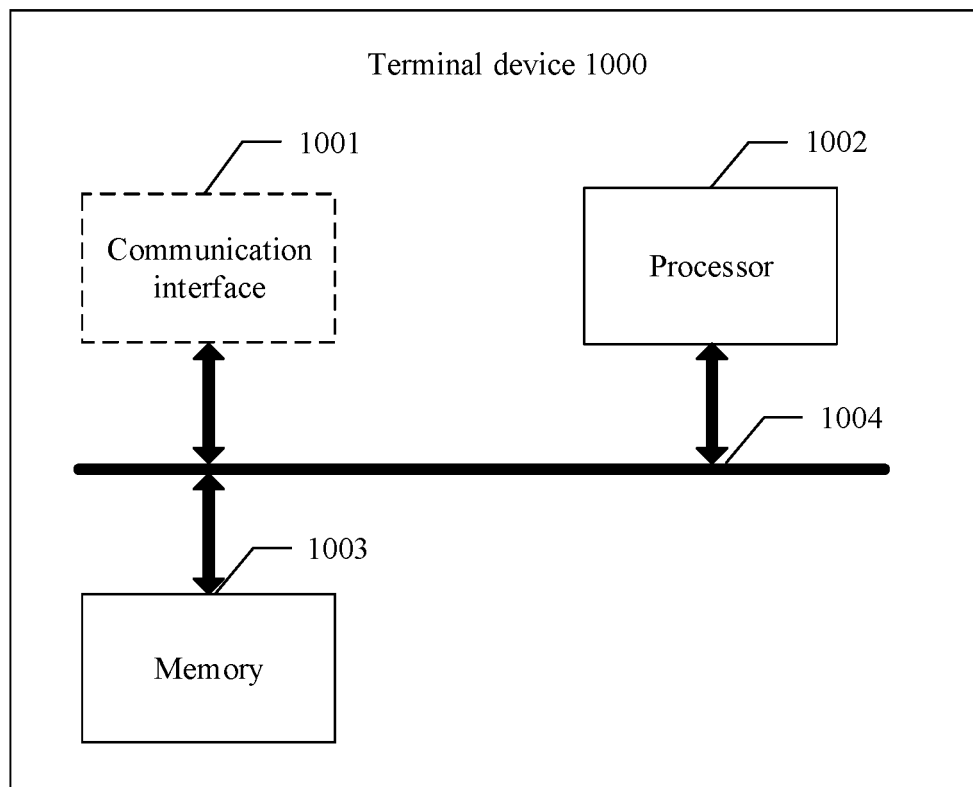 Terminal device 1000
1001
1002
Communication
interface
Processor
1004
1003
Memory